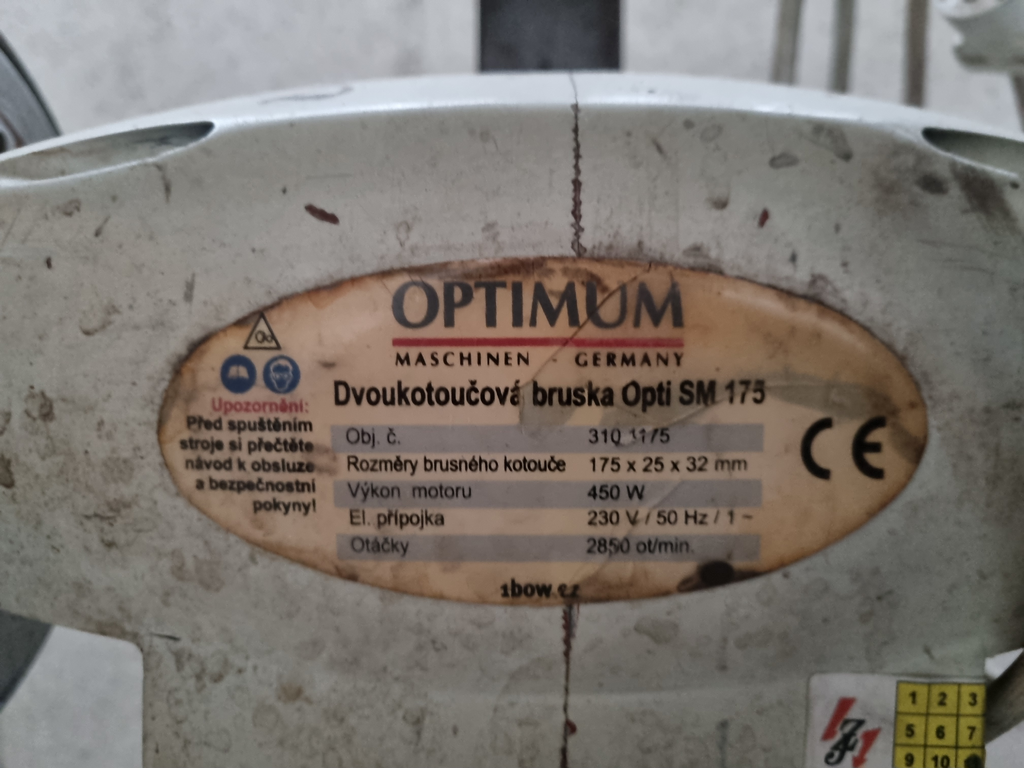 OPTIMUM
MASCHINEN - GERMANY
Dvoukotoučová bruska Opti SM 175
Upozornění:
Před spuštěním
stroje si přečtěte
návod k obsluze
a bezpečnostní
pokyny!
Obj. č. 310 1175
Rozměry brusného kotouče 175 x 25 x 32 mm
Výkon motoru 450 W
El. přípojka 230 V / 50 Hz / 1 ~
Otáčky 2850 ot/min.
CE
1 2 3
5 6 7
9 10